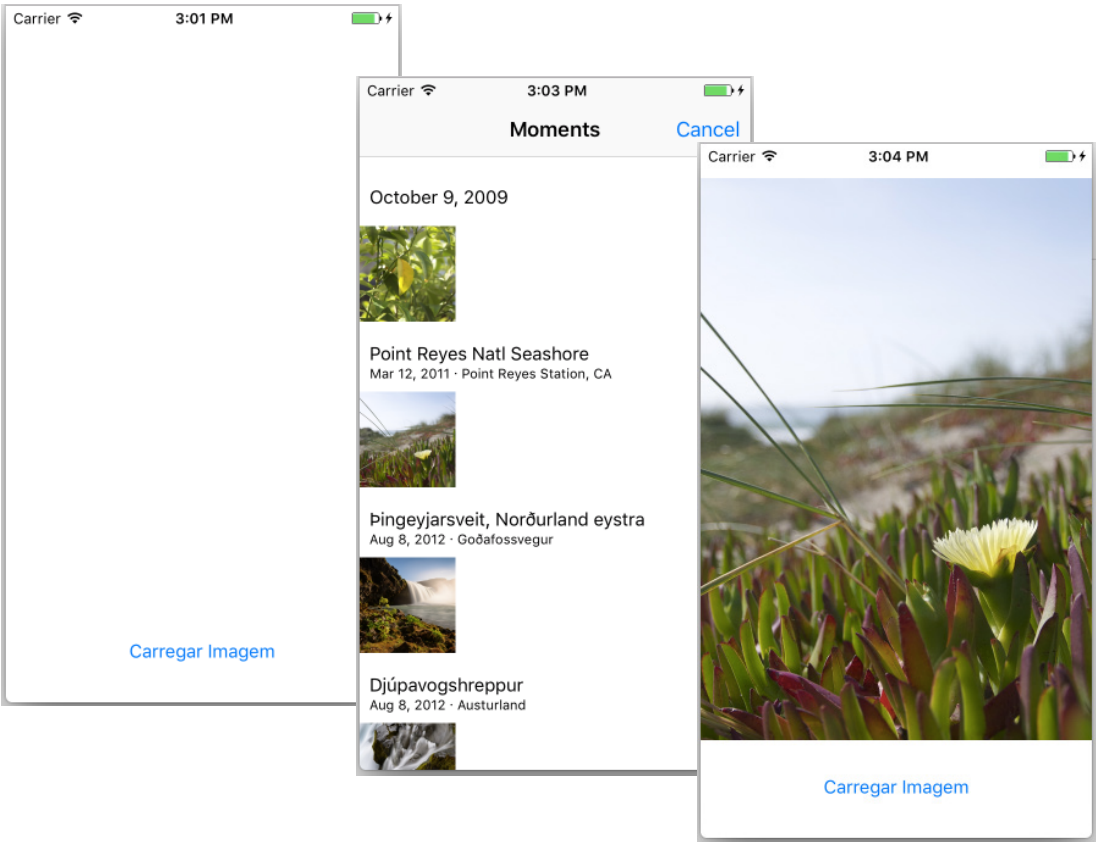 Carrier 3:01 PM
Carregar Imagem
Carrier 3:03 PM
Moments Cancel
October 9, 2009
Point Reyes Natl Seashore
Mar 12, 2011 · Point Reyes Station, CA
Þingeyjarsveit, Norðurland eystra
Aug 8, 2012 · Goðafossvegur
Djúpavogshreppur
Aug 8, 2012 · Austurland
Carrier 3:04 PM
Carregar Imagem